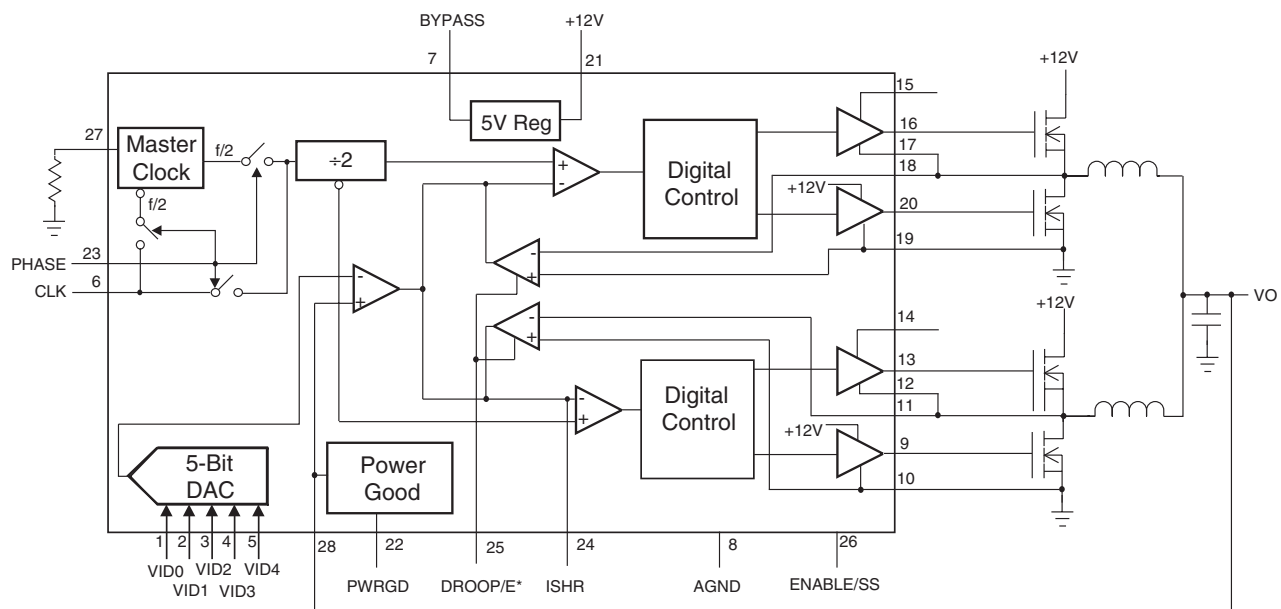 BYPASS
+12V
7
21
+12V
15
5V Reg
27
Master
Clock
f/2
÷2
+
-
Digital
Control
16
17
18
f/2
+12V
20
19
PHASE
23
CLK
6
-
+
-
+
VO
-
+
14
+12V
13
12
11
-
+
Digital
Control
+12V
9
10
5-Bit
DAC
Power
Good
1
2
3
4
5
28
22
25
24
8
26
VID0
VID1
VID2
VID3
VID4
PWRGD
DROOP/E*
ISHR
AGND
ENABLE/SS